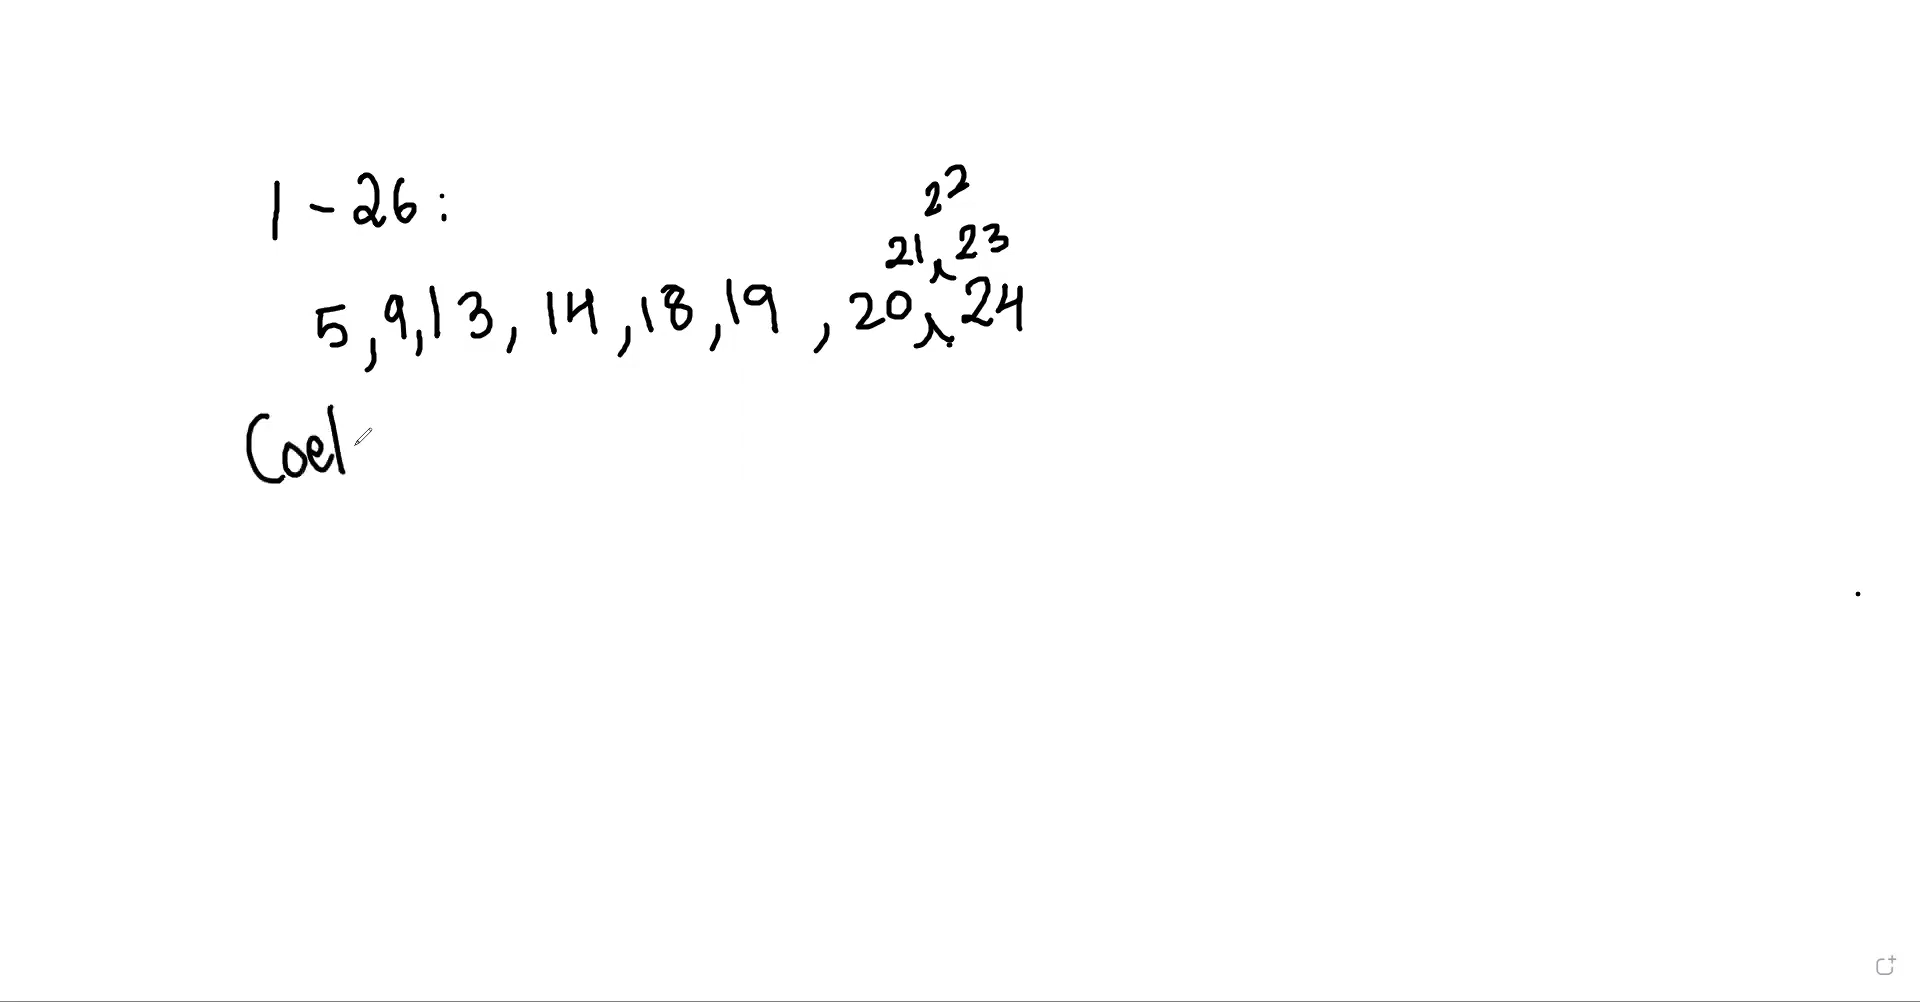 1 - 26 :
22
21, 23
5, 9, 13, 14, 18, 19, 20, 24
Coel